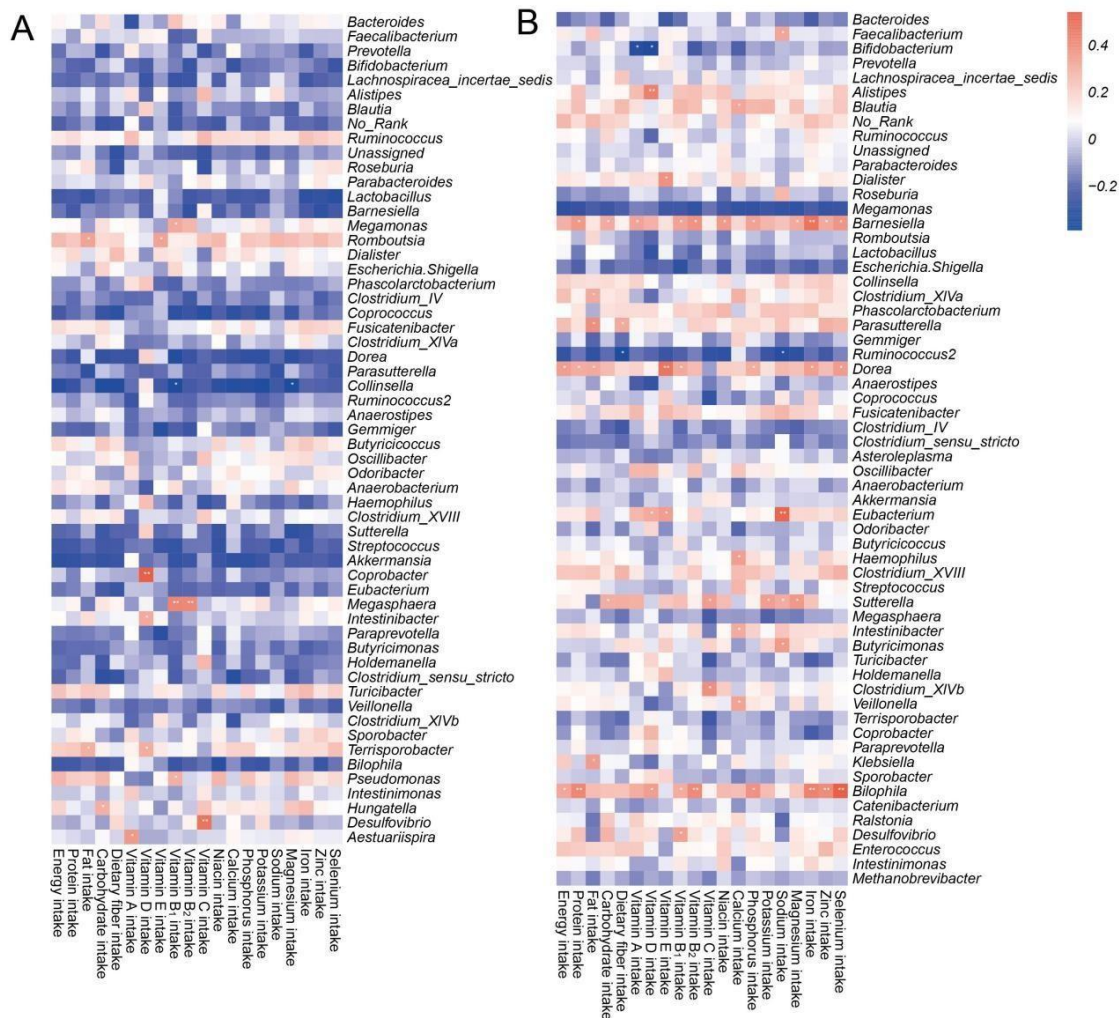 A
Bacteroides
Faecalibacterium
Prevotella
Bifidobacterium
Lachnospiracea_incertae_sedis
Alistipes
Blautia
No_Rank
Ruminococcus
Unassigned
Roseburia
Parabacteroides
Lactobacillus
Barnesiella
Megamonas
Romboutsia
Dialister
Escherichia.Shigella
Phascolarctobacterium
Clostridium_IV
Coprococcus
Fusicatenibacter
Clostridium_XIVa
Dorea
Parasutterella
Collinsella
Ruminococcus2
Anaerostipes
Gemmiger
Butyricicoccus
Oscillibacter
Odoribacter
Anaerobacterium
Haemophilus
Clostridium_XVIII
Sutterella
Streptococcus
Akkermansia
Coprobacter
Eubacterium
Megasphaera
Intestinibacter
Paraprevotella
Butyricimonas
Holdemanella
Clostridium_sensu_stricto
Turicibacter
Veillonella
Clostridium_XIVb
Sporobacter
Terrisporobacter
Bilophila
Pseudomonas
Intestinimonas
Hungatella
Desulfovibrio
Aestuariispira
Energy intake
Protein intake
Fat intake
Carbohydrate intake
Dietary fiber intake
Vitamin A intake
Vitamin D intake
Vitamin E intake
Vitamin B₁ intake
Vitamin B₂ intake
Vitamin C intake
Niacin intake
Calcium intake
Phosphorus intake
Potassium intake
Sodium intake
Magnesium intake
Iron intake
Zinc intake
Selenium intake
B
Bacteroides
Faecalibacterium
Bifidobacterium
Prevotella
Lachnospiracea_incertae_sedis
Alistipes
Blautia
No_Rank
Ruminococcus
Unassigned
Parabacteroides
Dialister
Roseburia
Megamonas
Barnesiella
Romboutsia
Lactobacillus
Escherichia.Shigella
Collinsella
Clostridium_XIVa
Phascolarctobacterium
Parasutterella
Gemmiger
Ruminococcus2
Dorea
Anaerostipes
Coprococcus
Fusicatenibacter
Clostridium_IV
Clostridium_sensu_stricto
Asteroleplasma
Oscillibacter
Anaerobacterium
Akkermansia
Eubacterium
Odoribacter
Butyricicoccus
Haemophilus
Clostridium_XVIII
Streptococcus
Sutterella
Megasphaera
Intestinibacter
Butyricimonas
Turicibacter
Holdemanella
Clostridium_XIVb
Veillonella
Terrisporobacter
Coprobacter
Paraprevotella
Klebsiella
Sporobacter
Bilophila
Catenibacterium
Ralstonia
Desulfovibrio
Enterococcus
Intestinimonas
Methanobrevibacter
Energy intake
Protein intake
Fat intake
Carbohydrate intake
Dietary fiber intake
Vitamin A intake
Vitamin D intake
Vitamin E intake
Vitamin B₁ intake
Vitamin B₂ intake
Vitamin C intake
Niacin intake
Calcium intake
Phosphorus intake
Potassium intake
Sodium intake
Magnesium intake
Iron intake
Zinc intake
Selenium intake
0.4
0.2
0
−0.2